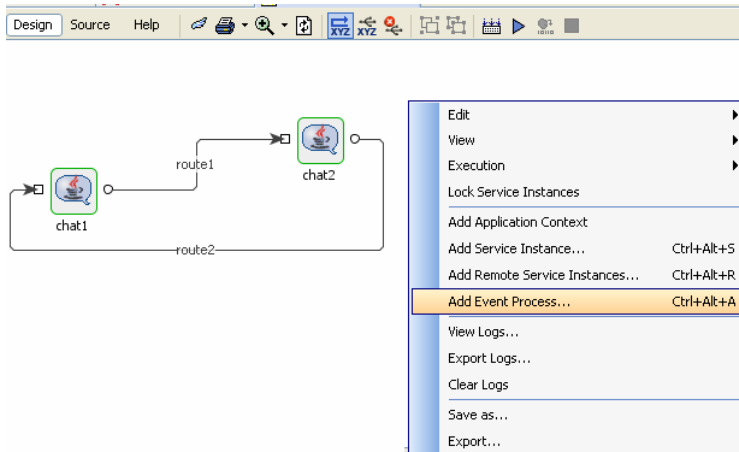 Design Source Help
XYZ XYZ
route1
chat2
chat1
route2
Edit
View
Execution
Lock Service Instances
Add Application Context
Add Service Instance... Ctrl+Alt+S
Add Remote Service Instances... Ctrl+Alt+R
Add Event Process... Ctrl+Alt+A
View Logs...
Export Logs...
Clear Logs
Save as...
Export...